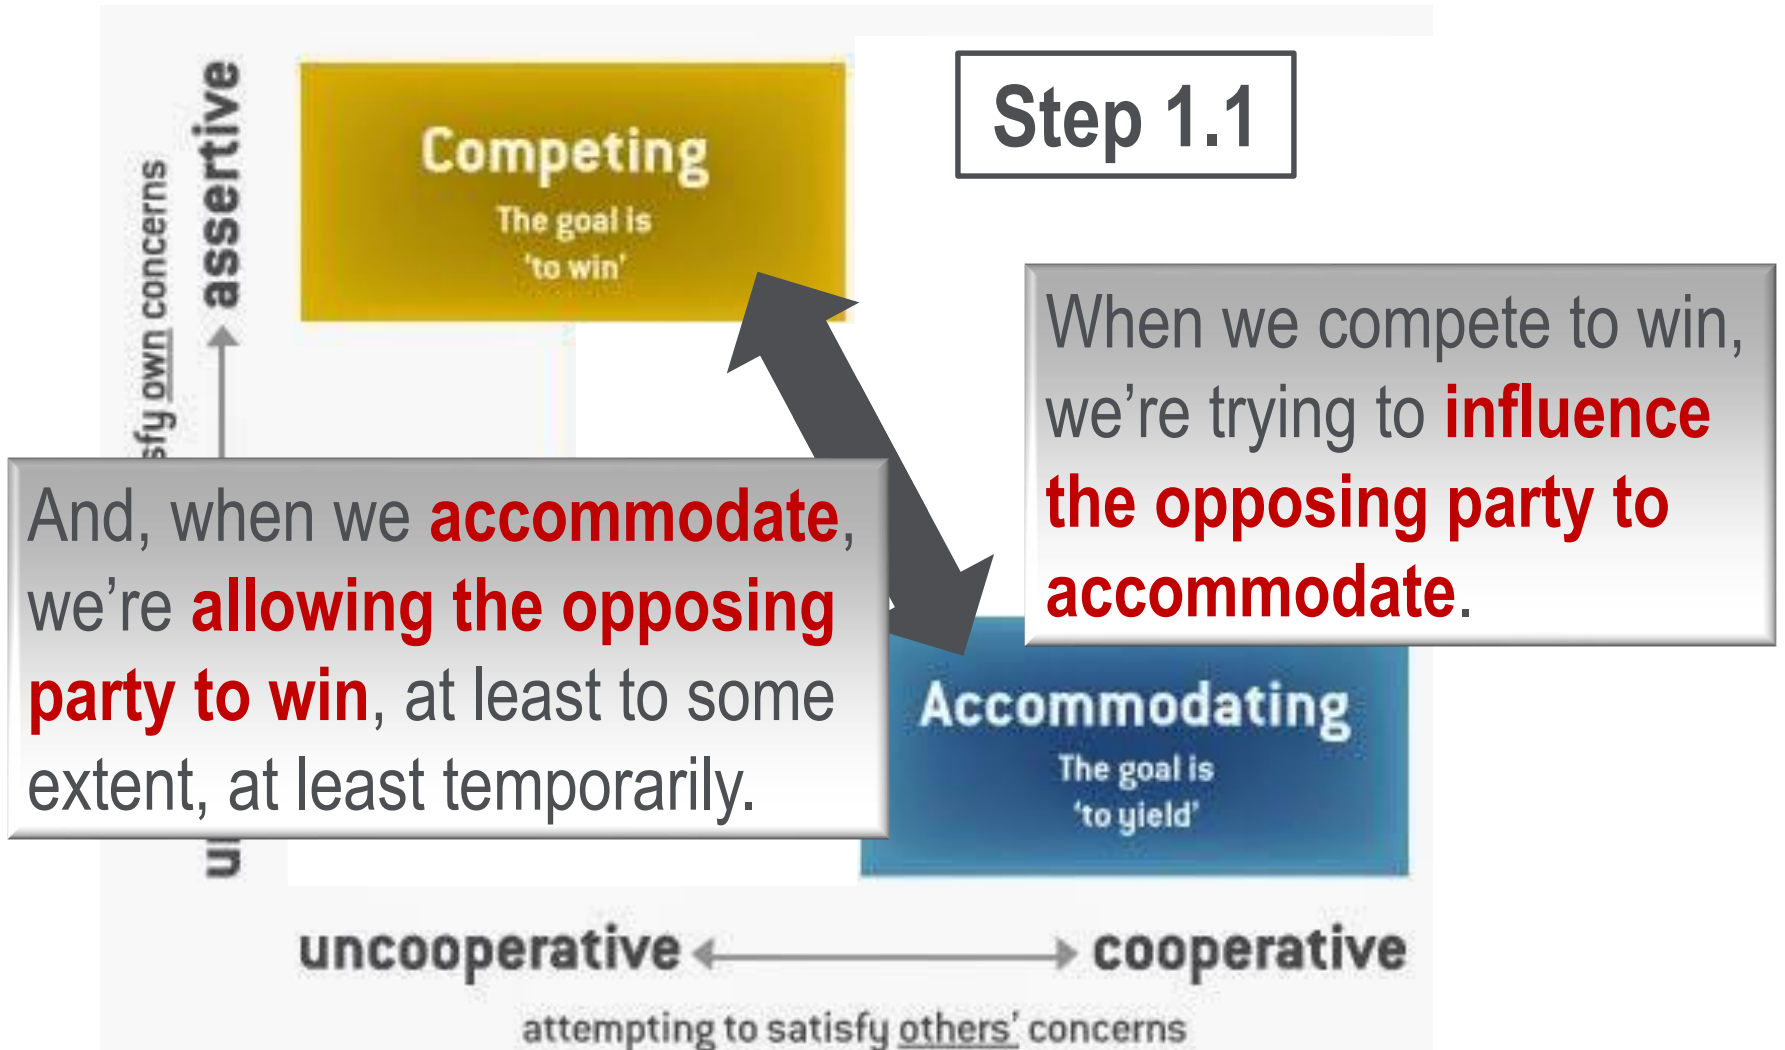 Step 1.1
assertive
sfy own concerns
Competing
The goal is
'to win'
When we compete to win,
we’re trying to influence
the opposing party to
accommodate.
And, when we accommodate,
we’re allowing the opposing
party to win, at least to some
extent, at least temporarily.
Accommodating
The goal is
'to yield'
uncooperative
cooperative
attempting to satisfy others' concerns